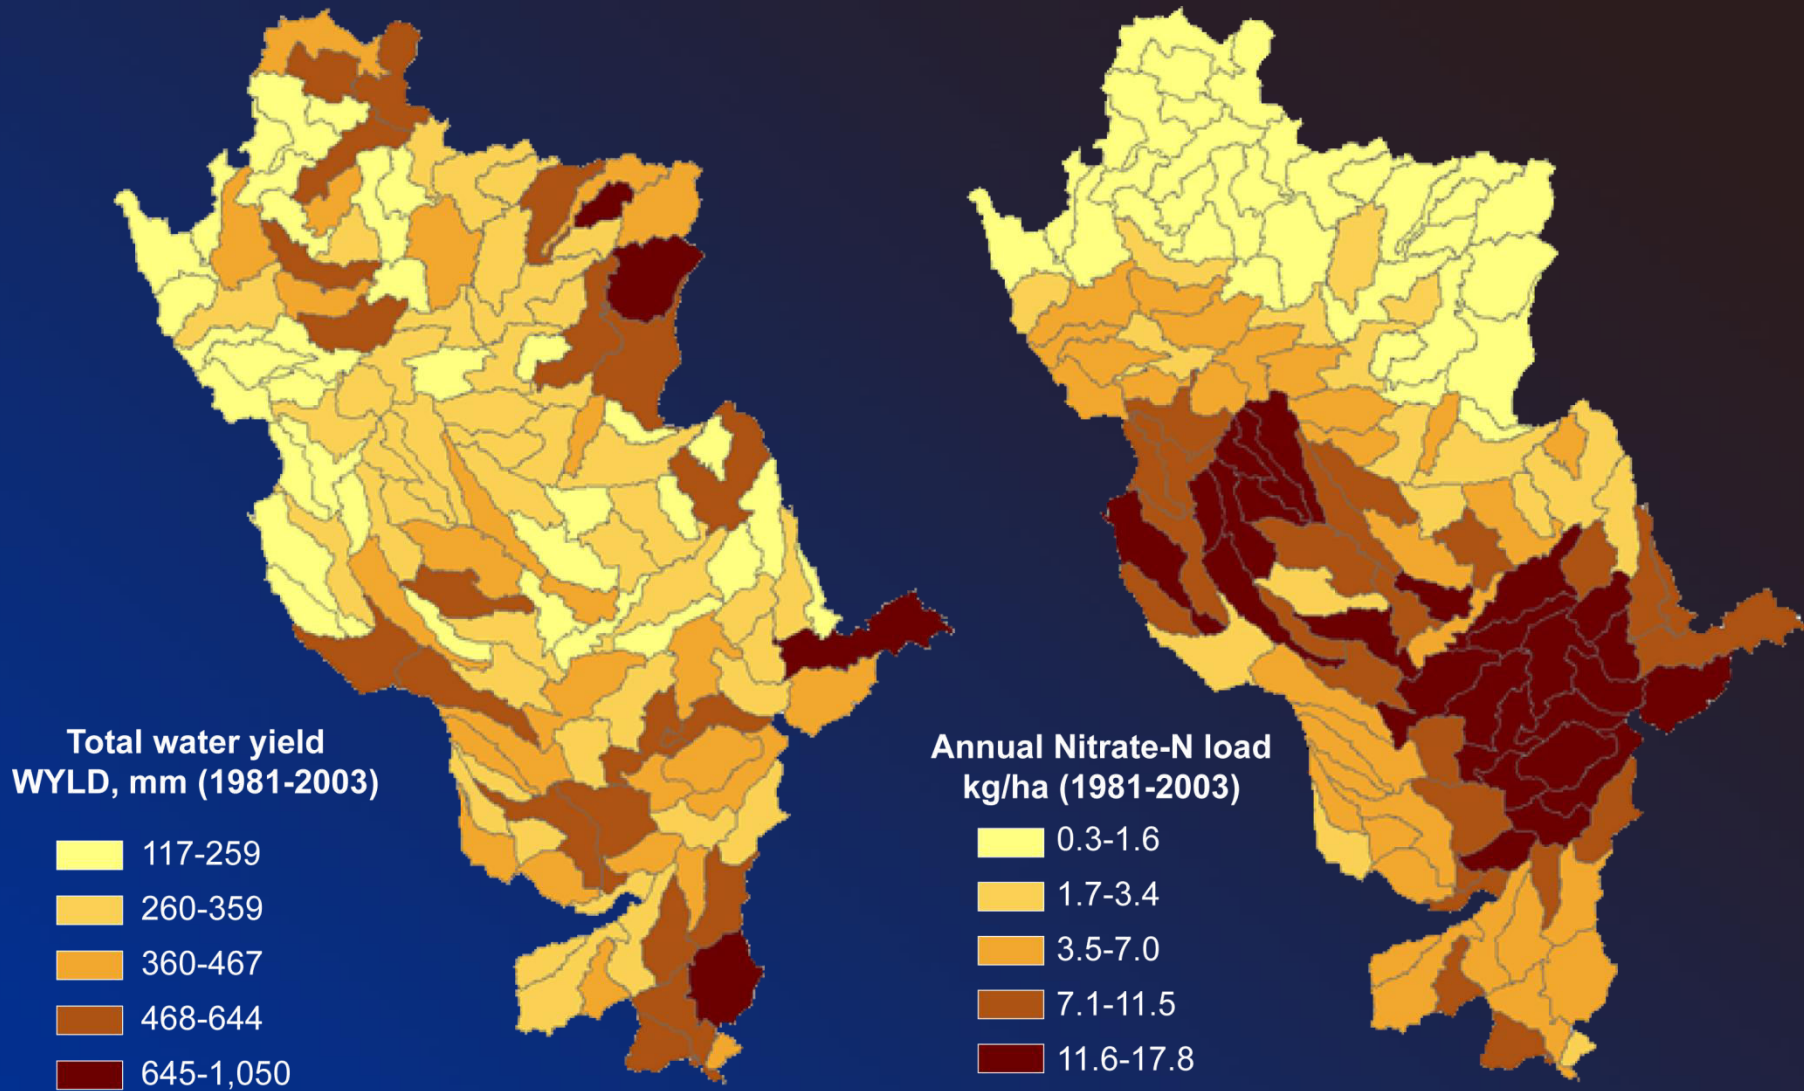 Total water yield
WYLD, mm (1981-2003)
117-259
260-359
360-467
468-644
645-1,050
Annual Nitrate-N load
kg/ha (1981-2003)
0.3-1.6
1.7-3.4
3.5-7.0
7.1-11.5
11.6-17.8